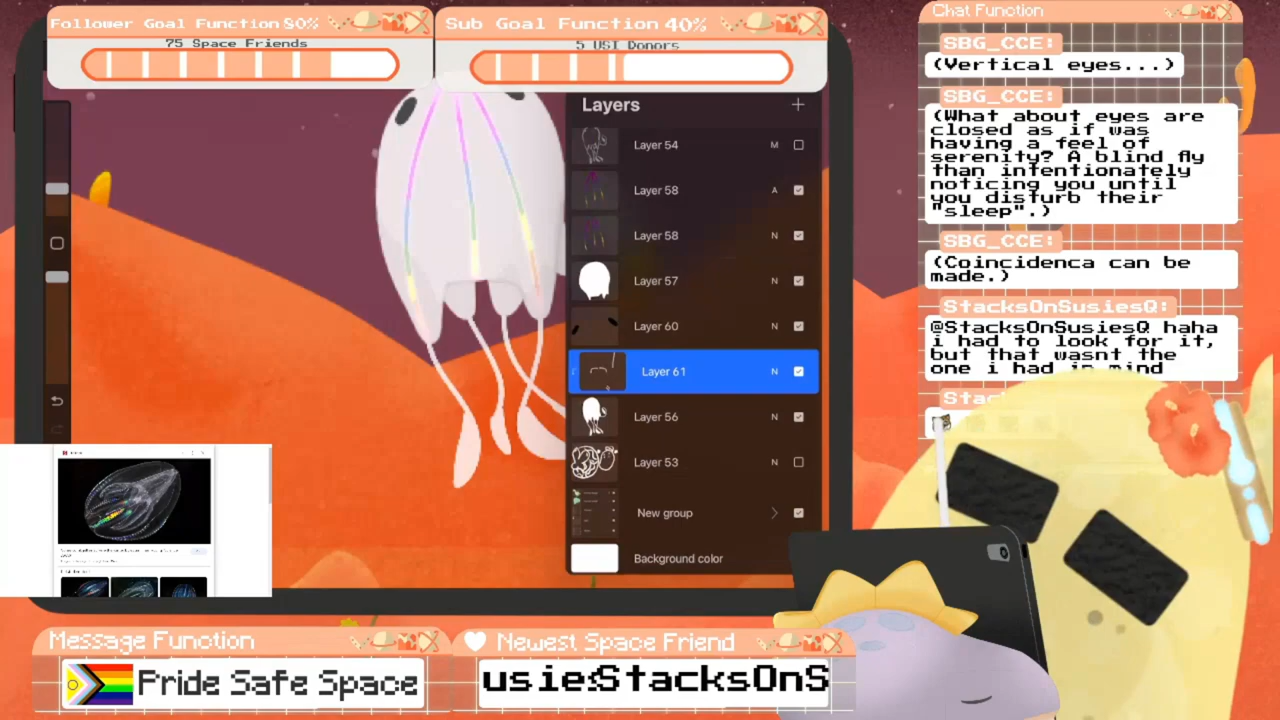 Follower Goal Function 80%
75 Space Friends
Sub Goal Function 40%
5 USI Donors
Layers
Layer 54
M
Layer 58
A
Layer 58
N
Layer 57
N
Layer 60
N
Layer 61
N
Layer 56
N
Layer 53
N
New group
Background color
Chat Function
SBG_CCE:
(Vertical eyes...)
SBG_CCE:
(What about eyes are
closed as if was
having a feel of
serenity? A blind fly
than intentionately
noticing you until
you disturb their
"sleep".)
SBG_CCE:
(Coincidenca can be
made.)
StacksOnSusiesQ:
@StacksOnSusiesQ haha
i had to look for it,
but that wasnt the
one i had in mind
Stac
Message Function
Pride Safe Space
Newest Space Friend
usie:StacksOnS